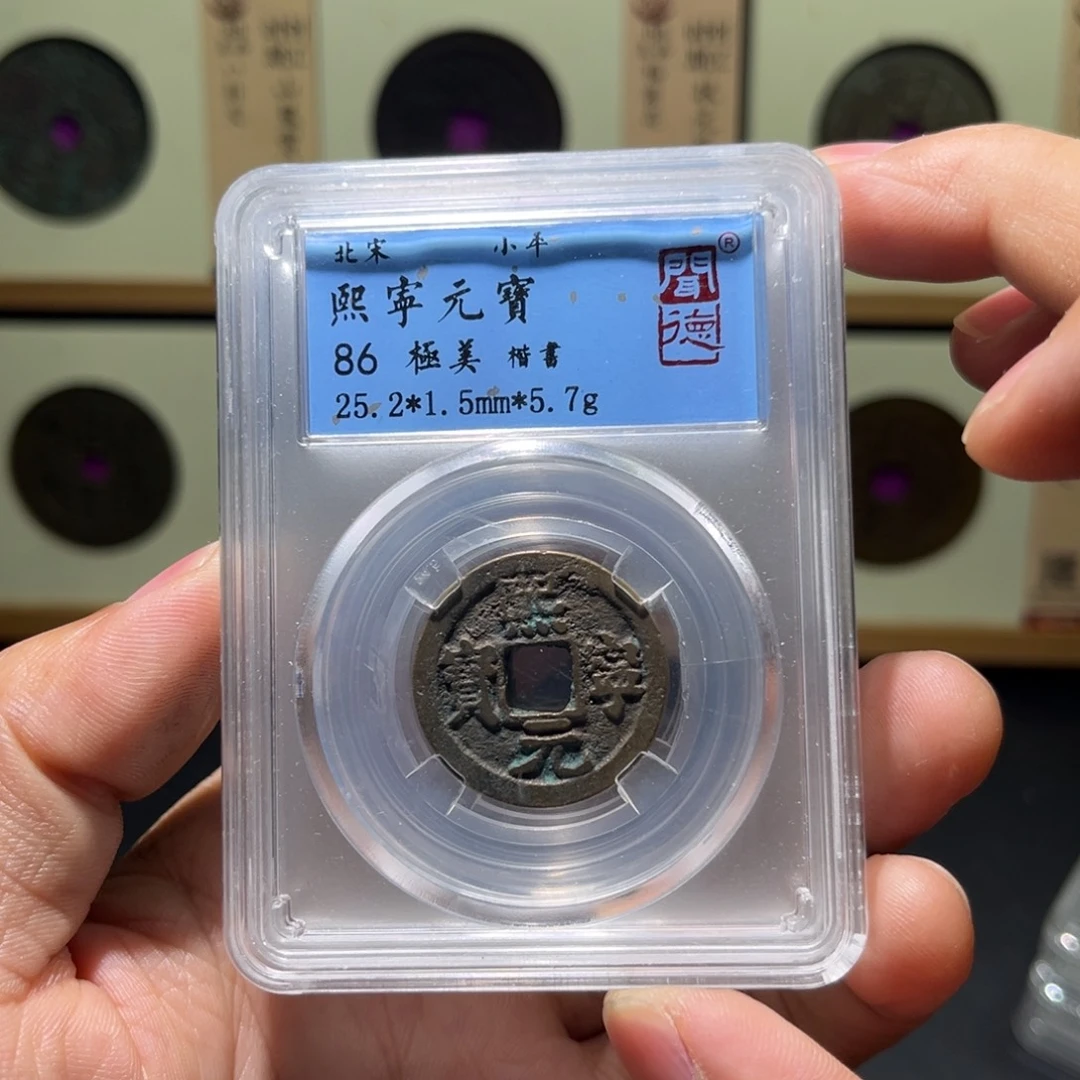 北宋 小平
熙寧元寶
86 極美 楷書
25.2*1.5mm*5.7g
聞德
®
熙寧元寶